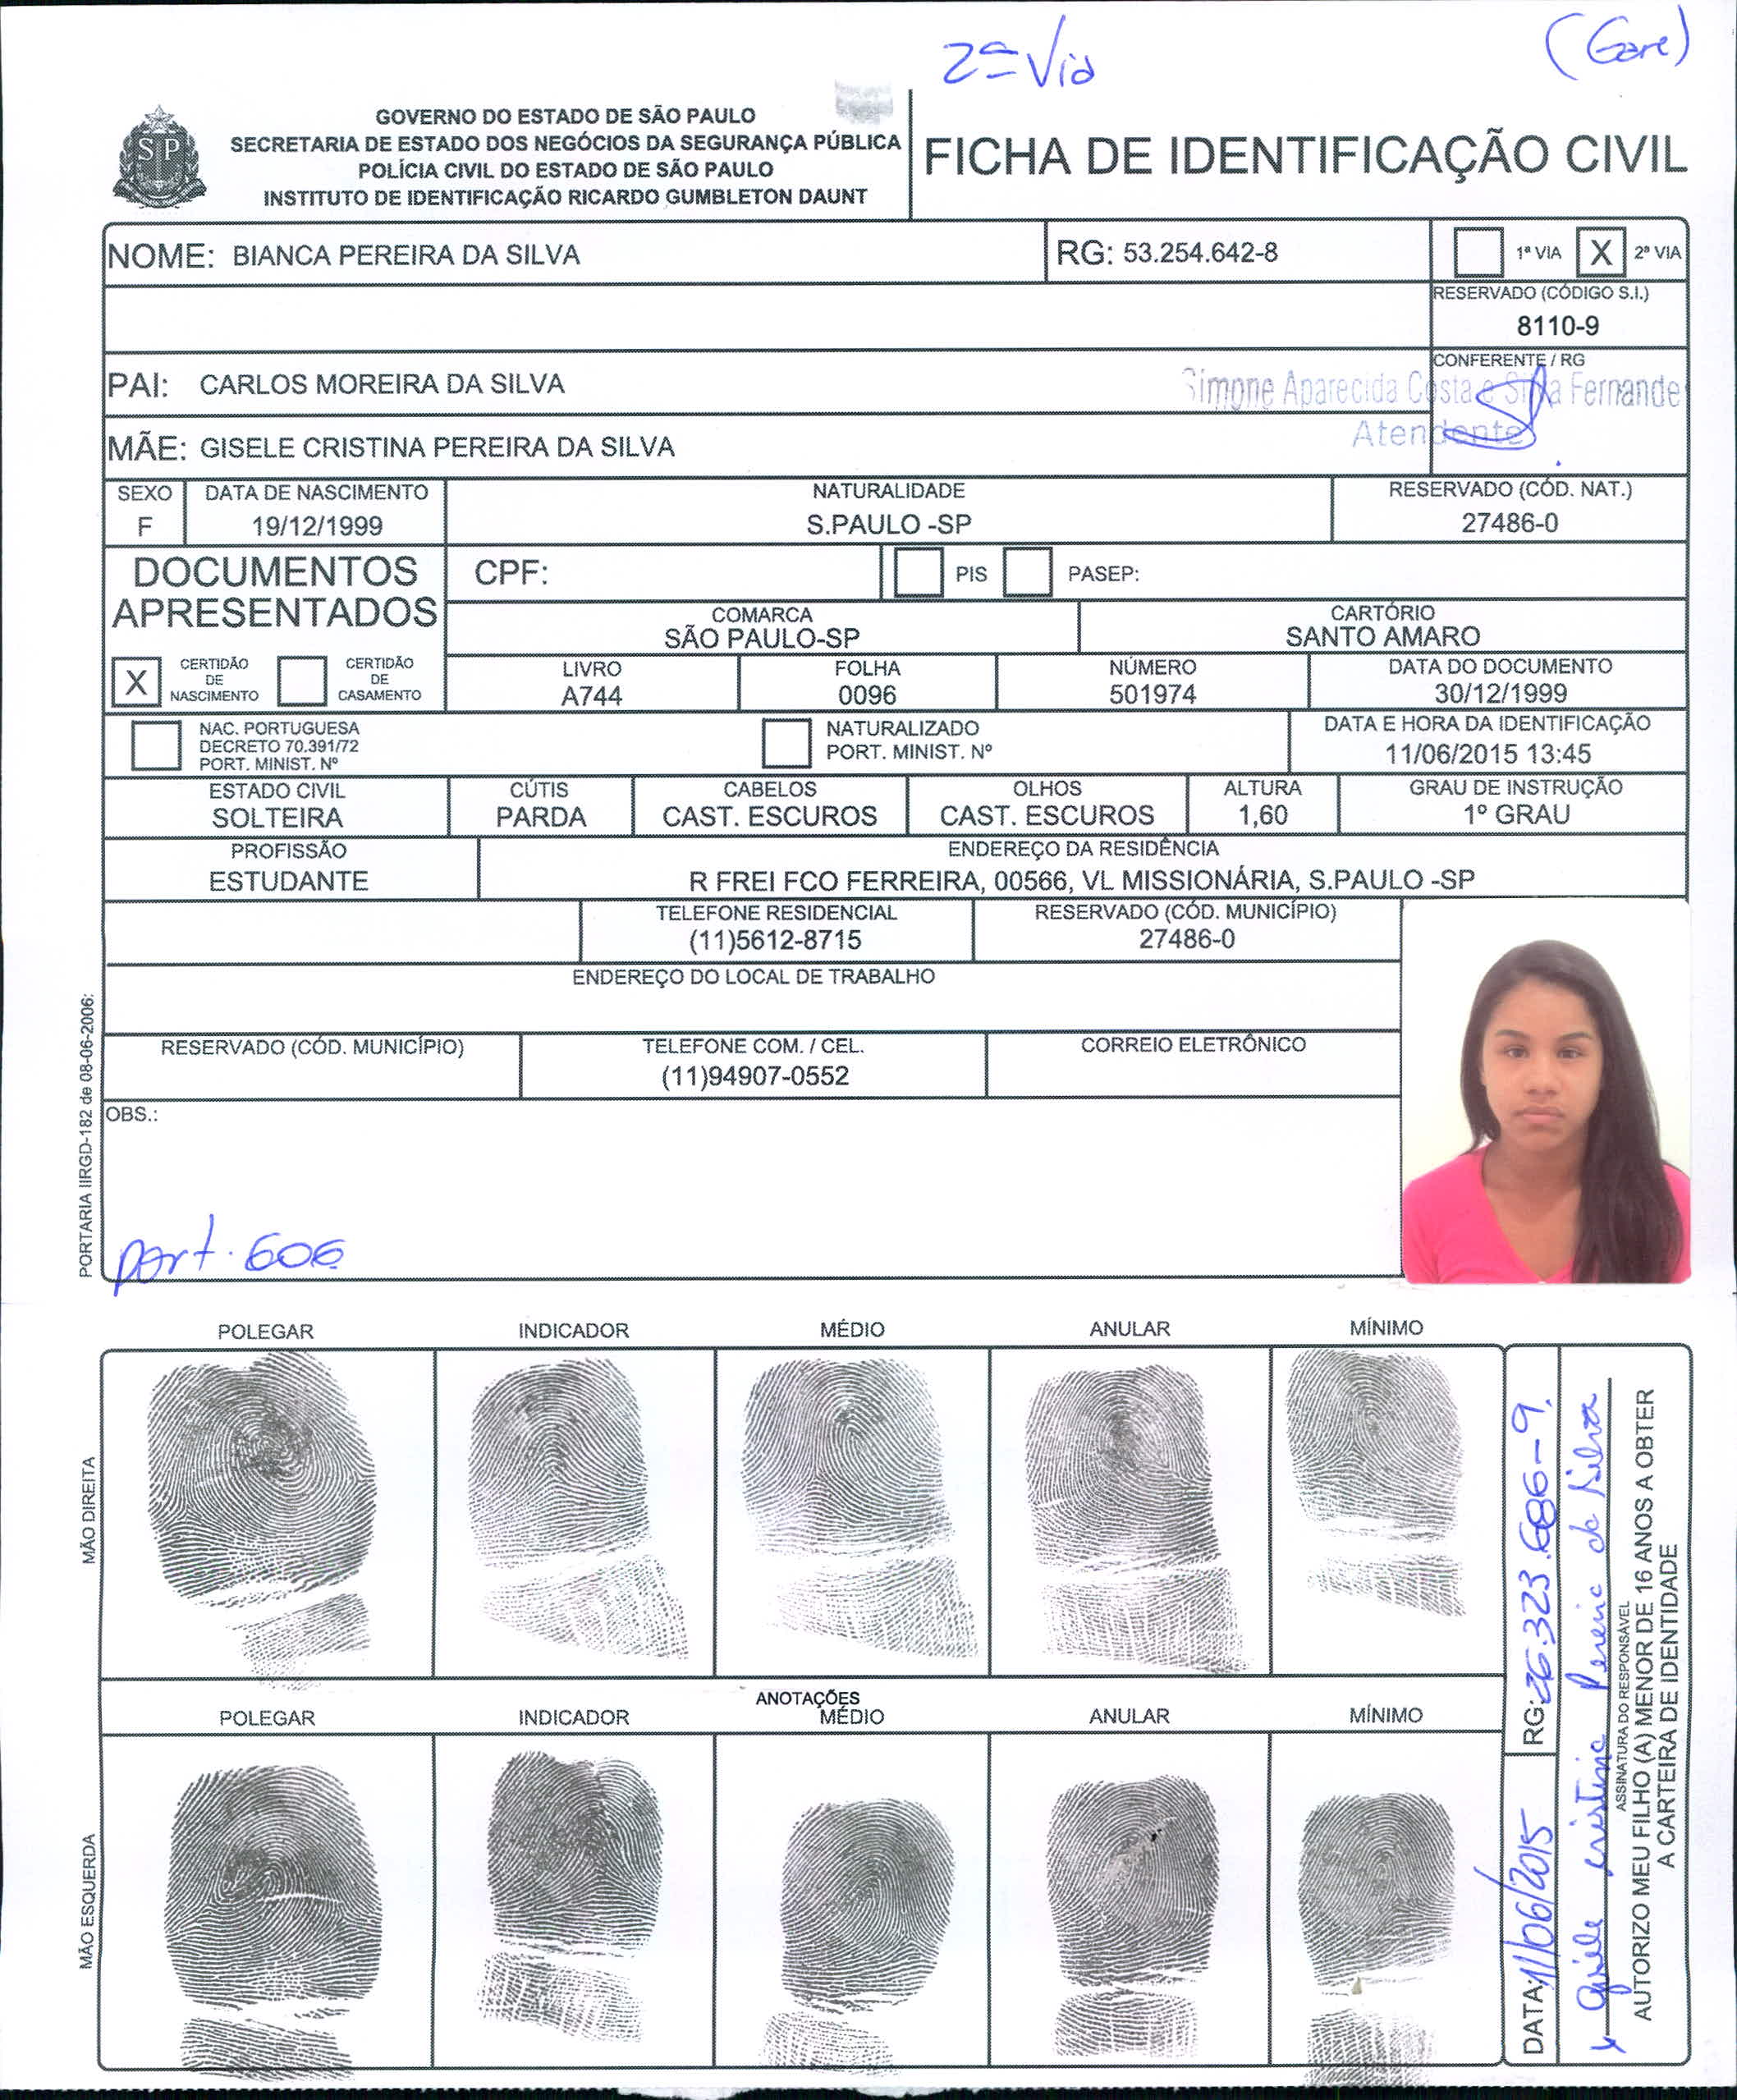 2ª Via
(Gare)
GOVERNO DO ESTADO DE SÃO PAULO
SECRETARIA DE ESTADO DOS NEGÓCIOS DA SEGURANÇA PÚBLICA
POLÍCIA CIVIL DO ESTADO DE SÃO PAULO
INSTITUTO DE IDENTIFICAÇÃO RICARDO GUMBLETON DAUNT
SP
FICHA DE IDENTIFICAÇÃO CIVIL
NOME: BIANCA PEREIRA DA SILVA
RG: 53.254.642-8
1ª VIA X 2ª VIA
RESERVADO (CÓDIGO S.I.)
8110-9
PAI: CARLOS MOREIRA DA SILVA
CONFERENTE / RG
Simone Aparecida Costa e Silva Fernande
Atendente
MÃE: GISELE CRISTINA PEREIRA DA SILVA
SEXO
F
DATA DE NASCIMENTO
19/12/1999
NATURALIDADE
S.PAULO -SP
RESERVADO (CÓD. NAT.)
27486-0
DOCUMENTOS
APRESENTADOS
CPF:
PIS
PASEP:
COMARCA
SÃO PAULO-SP
CARTÓRIO
SANTO AMARO
X
CERTIDÃO
DE
NASCIMENTO
CERTIDÃO
DE
CASAMENTO
LIVRO
A744
FOLHA
0096
NÚMERO
501974
DATA DO DOCUMENTO
30/12/1999
NAC. PORTUGUESA
DECRETO 70.391/72
PORT. MINIST. Nº
NATURALIZADO
PORT. MINIST. Nº
DATA E HORA DA IDENTIFICAÇÃO
11/06/2015 13:45
ESTADO CIVIL
SOLTEIRA
CÚTIS
PARDA
CABELOS
CAST. ESCUROS
OLHOS
CAST. ESCUROS
ALTURA
1,60
GRAU DE INSTRUÇÃO
1º GRAU
PROFISSÃO
ESTUDANTE
ENDEREÇO DA RESIDÊNCIA
R FREI FCO FERREIRA, 00566, VL MISSIONÁRIA, S.PAULO -SP
TELEFONE RESIDENCIAL
(11)5612-8715
RESERVADO (CÓD. MUNICÍPIO)
27486-0
ENDEREÇO DO LOCAL DE TRABALHO
RESERVADO (CÓD. MUNICÍPIO)
TELEFONE COM. / CEL.
(11)94907-0552
CORREIO ELETRÔNICO
OBS.:
port. 606
PORTARIA IIRGD-182 de 08-06-2006:
POLEGAR INDICADOR MÉDIO ANULAR MÍNIMO
MÃO DIREITA
ANOTAÇÕES
POLEGAR INDICADOR MÉDIO ANULAR MÍNIMO
MÃO ESQUERDA
DATA: 11/06/2015
RG: 26.323.686-9.
x Gisele cristina Pereira da Silva
ASSINATURA DO RESPONSÁVEL
AUTORIZO MEU FILHO (A) MENOR DE 16 ANOS A OBTER
A CARTEIRA DE IDENTIDADE